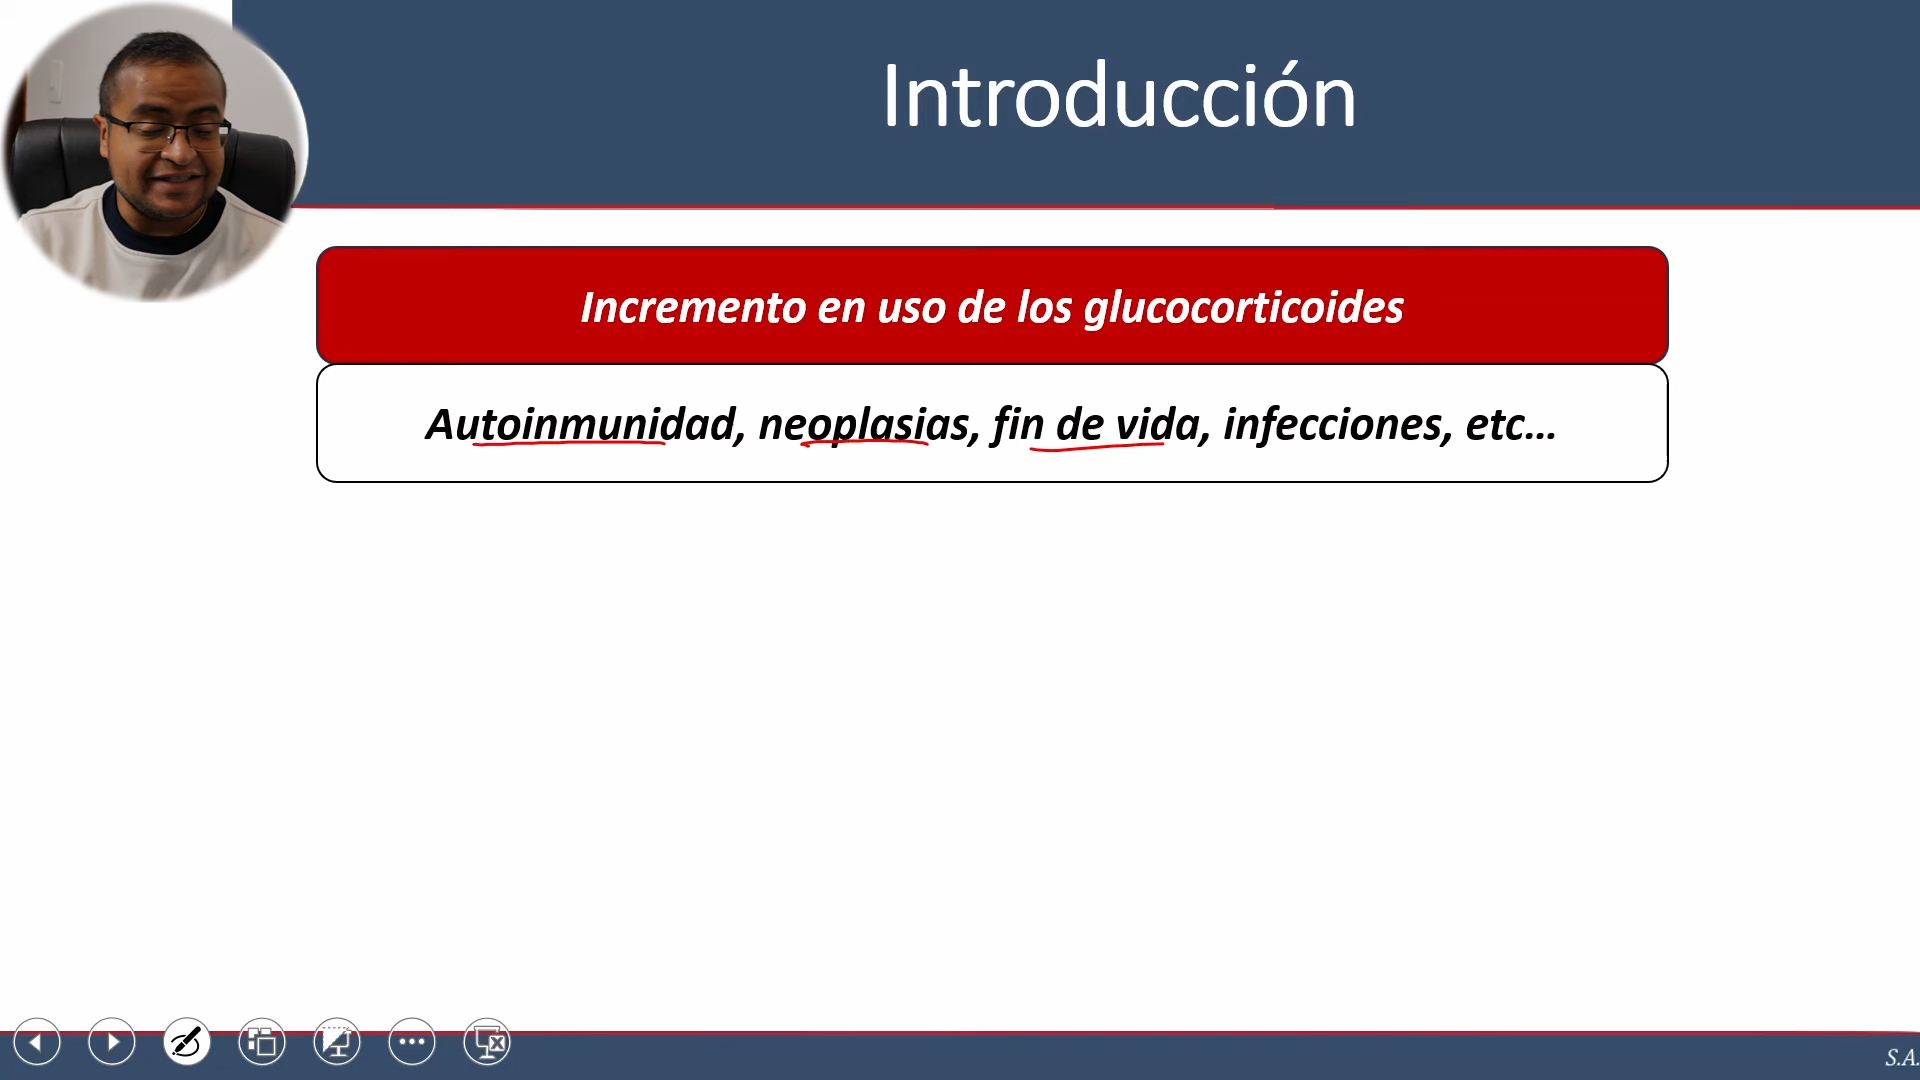 Introducción
Incremento en uso de los glucocorticoides
Autoinmunidad, neoplasias, fin de vida, infecciones, etc...
S.A.